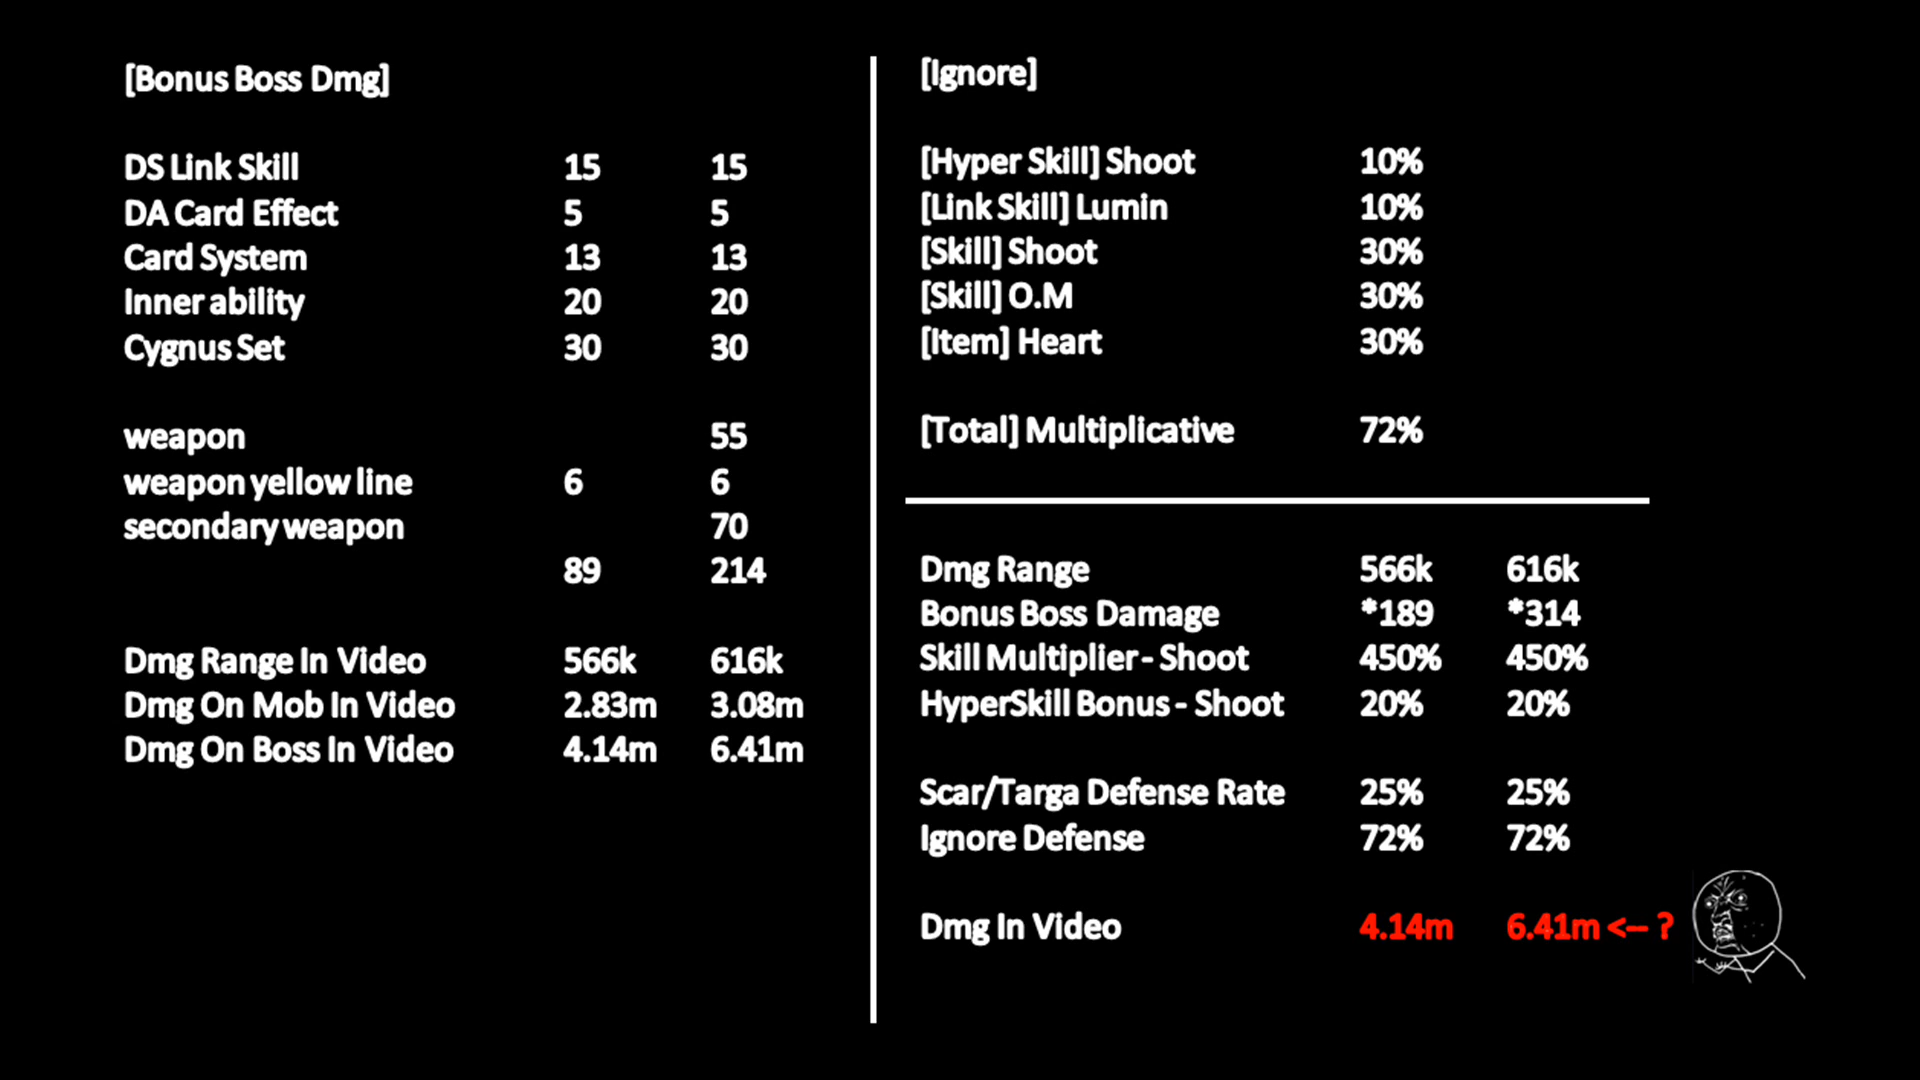 [Bonus Boss Dmg]
DS Link Skill 15 15
DA Card Effect 5 5
Card System 13 13
Inner ability 20 20
Cygnus Set 30 30
weapon 55
weapon yellow line 6 6
secondary weapon 70
89 214
Dmg Range In Video 566k 616k
Dmg On Mob In Video 2.83m 3.08m
Dmg On Boss In Video 4.14m 6.41m
[Ignore]
[Hyper Skill] Shoot 10%
[Link Skill] Lumin 10%
[Skill] Shoot 30%
[Skill] O.M 30%
[Item] Heart 30%
[Total] Multiplicative 72%
Dmg Range 566k 616k
Bonus Boss Damage *189 *314
Skill Multiplier - Shoot 450% 450%
HyperSkill Bonus - Shoot 20% 20%
Scar/Targa Defense Rate 25% 25%
Ignore Defense 72% 72%
Dmg In Video 4.14m 6.41m <-- ?